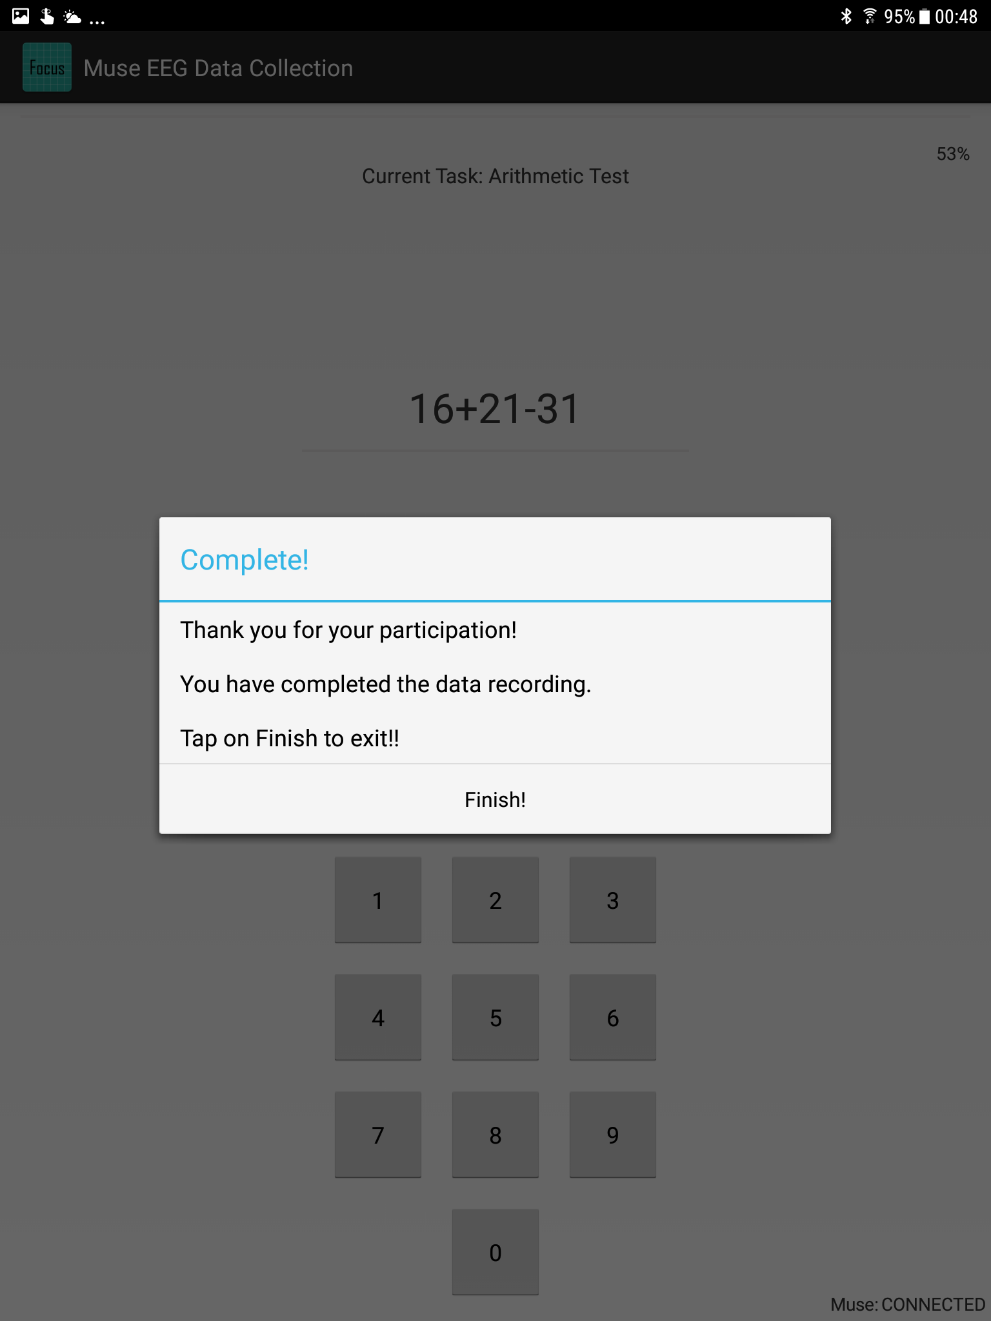 ... 95% 00:48
Focus Muse EEG Data Collection
53%
Current Task: Arithmetic Test
16+21-31
Complete!
Thank you for your participation!
You have completed the data recording.
Tap on Finish to exit!!
Finish!
1 2 3
4 5 6
7 8 9
0
Muse: CONNECTED